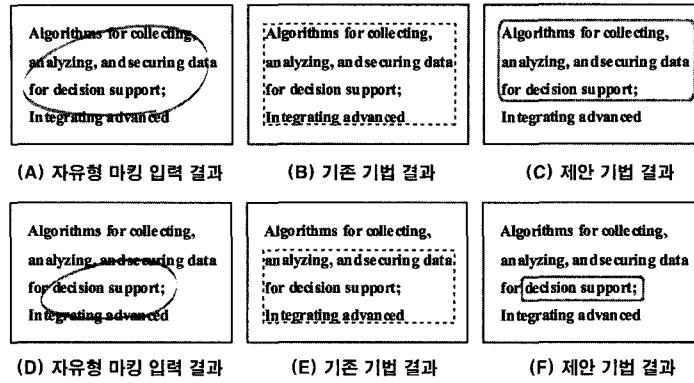 Algorithms for collecting,
analyzing, and securing data
for decision support;
Integrating advanced
(A) 자유형 마킹 입력 결과
Algorithms for collecting,
analyzing, and securing data
for decision support;
Integrating advanced
(B) 기존 기법 결과
Algorithms for collecting,
analyzing, and securing data
for decision support;
Integrating advanced
(C) 제안 기법 결과
Algorithms for collecting,
analyzing, and securing data
for decision support;
Integrating advanced
(D) 자유형 마킹 입력 결과
Algorithms for collecting,
analyzing, and securing data
for decision support;
Integrating advanced
(E) 기존 기법 결과
Algorithms for collecting,
analyzing, and securing data
for decision support;
Integrating advanced
(F) 제안 기법 결과